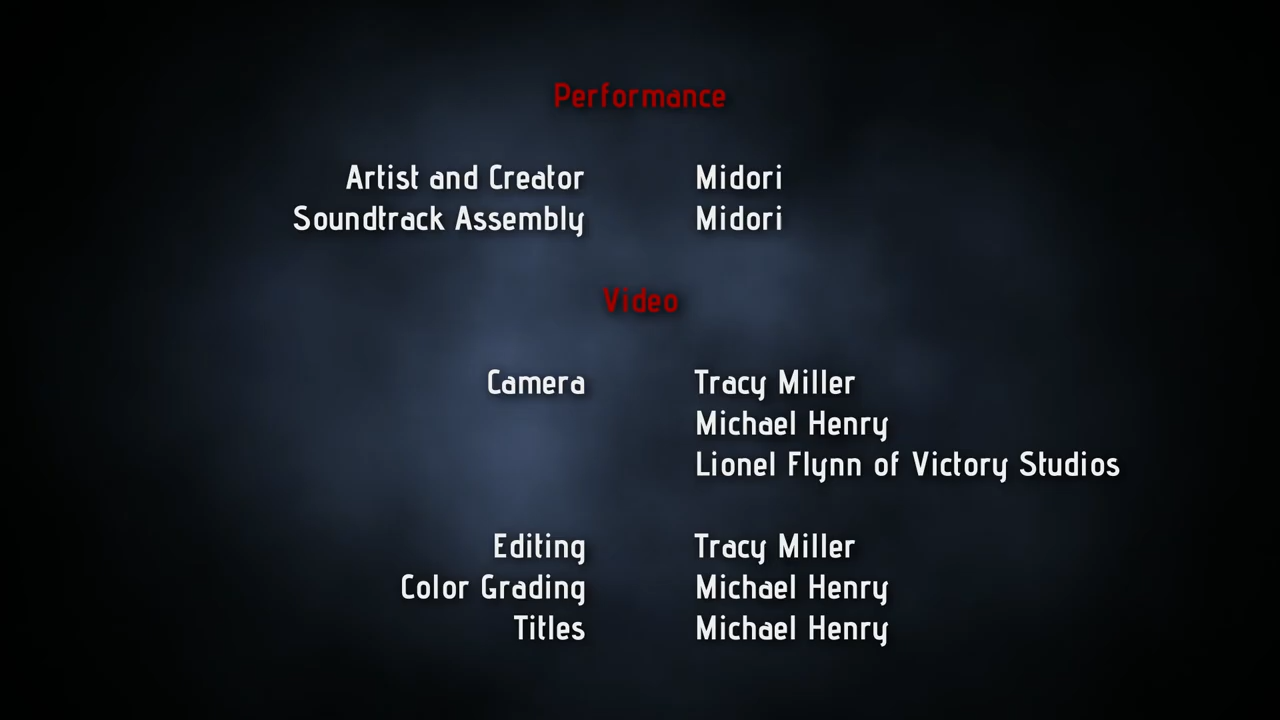 Performance
Artist and Creator Midori
Soundtrack Assembly Midori
Video
Camera Tracy Miller
Michael Henry
Lionel Flynn of Victory Studios
Editing Tracy Miller
Color Grading Michael Henry
Titles Michael Henry